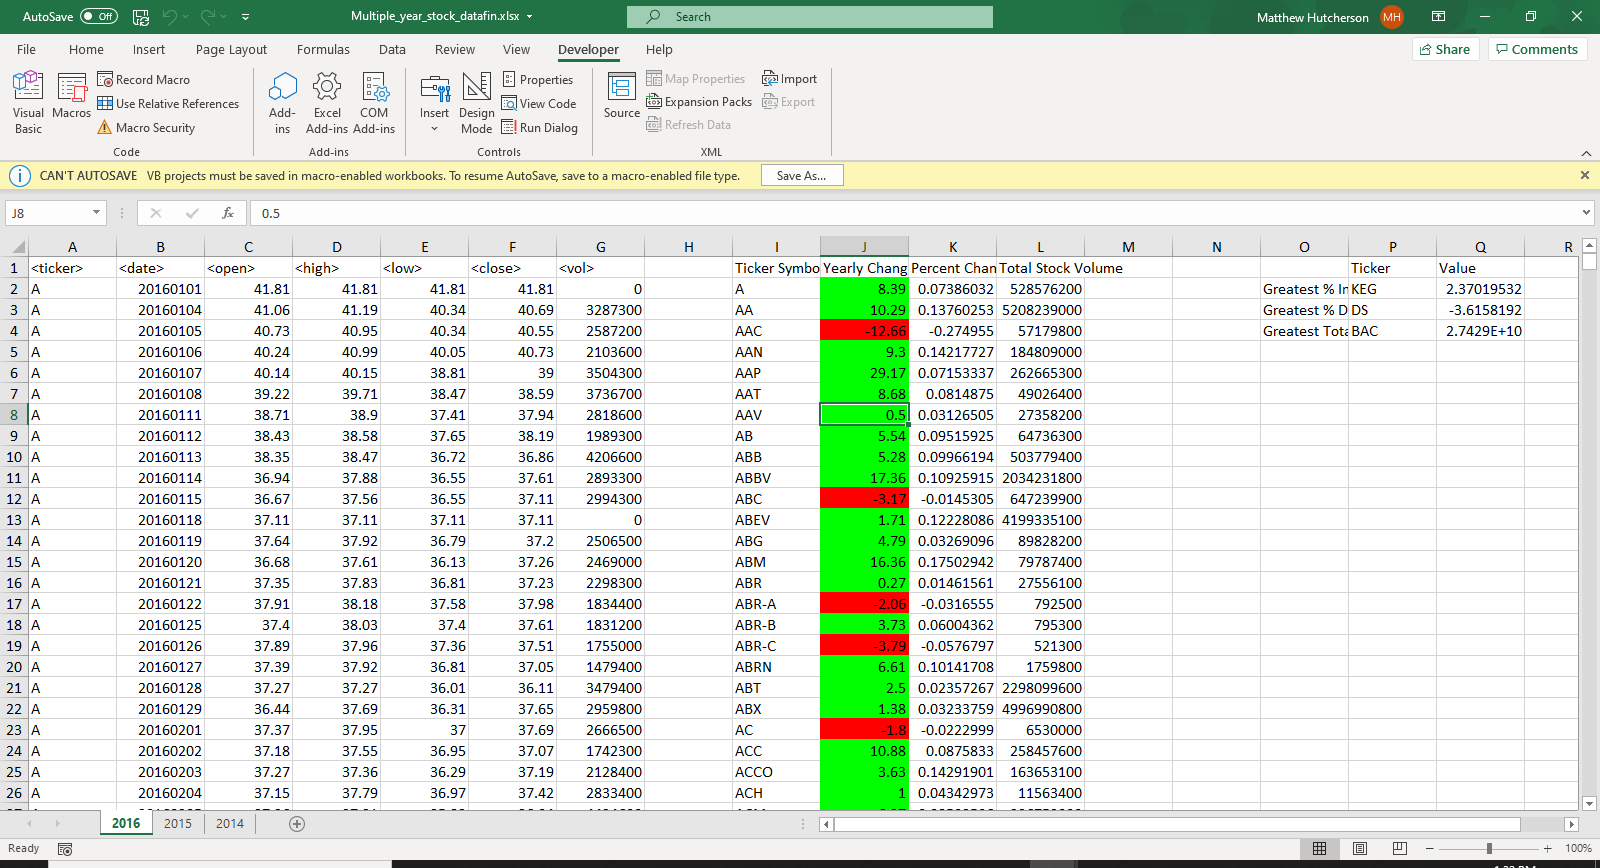 AutoSave Off Multiple_year_stock_datafin.xlsx Search Matthew Hutcherson MH
File Home Insert Page Layout Formulas Data Review View Developer Help Share Comments
Visual Basic
Macros
Record Macro
Use Relative References
Macro Security
Code
Add-ins
Excel Add-ins
COM Add-ins
Add-ins
Insert
Design Mode
Properties
View Code
Run Dialog
Controls
Source
Map Properties
Expansion Packs
Refresh Data
Import
Export
XML
CAN'T AUTOSAVE VB projects must be saved in macro-enabled workbooks. To resume AutoSave, save to a macro-enabled file type. Save As...
J8 fx 0.5
A B C D E F G H I J K L M N O P Q R
1 <ticker> <date> <open> <high> <low> <close> <vol> Ticker Symbo Yearly Chang Percent Chan Total Stock Volume Ticker Value
2 A 20160101 41.81 41.81 41.81 41.81 0 A 8.39 0.07386032 528576200 Greatest % In KEG 2.37019532
3 A 20160104 41.06 41.19 40.34 40.69 3287300 AA 10.29 0.13760253 5208239000 Greatest % D DS -3.6158192
4 A 20160105 40.73 40.95 40.34 40.55 2587200 AAC -12.66 -0.274955 57179800 Greatest Tota BAC 2.7429E+10
5 A 20160106 40.24 40.99 40.05 40.73 2103600 AAN 9.3 0.14217727 184809000
6 A 20160107 40.14 40.15 38.81 39 3504300 AAP 29.17 0.07153337 262665300
7 A 20160108 39.22 39.71 38.47 38.59 3736700 AAT 8.68 0.0814875 49026400
8 A 20160111 38.71 38.9 37.41 37.94 2818600 AAV 0.5 0.03126505 27358200
9 A 20160112 38.43 38.58 37.65 38.19 1989300 AB 5.54 0.09515925 64736300
10 A 20160113 38.35 38.47 36.72 36.86 4206600 ABB 5.28 0.09966194 503779400
11 A 20160114 36.94 37.88 36.55 37.61 2893300 ABBV 17.36 0.10925915 2034231800
12 A 20160115 36.67 37.56 36.55 37.11 2994300 ABC -3.17 -0.0145305 647239900
13 A 20160118 37.11 37.11 37.11 37.11 0 ABEV 1.71 0.12228086 4199335100
14 A 20160119 37.64 37.92 36.79 37.2 2506500 ABG 4.79 0.03269096 89828200
15 A 20160120 36.68 37.61 36.13 37.26 2469000 ABM 16.36 0.17502942 79787400
16 A 20160121 37.35 37.83 36.81 37.23 2298300 ABR 0.27 0.01461561 27556100
17 A 20160122 37.91 38.18 37.58 37.98 1834400 ABR-A -2.06 -0.0316555 792500
18 A 20160125 37.4 38.03 37.4 37.61 1831200 ABR-B 3.73 0.06004362 795300
19 A 20160126 37.89 37.96 37.36 37.51 1755000 ABR-C -3.79 -0.0576797 521300
20 A 20160127 37.39 37.92 36.81 37.05 1479400 ABRN 6.61 0.10141708 1759800
21 A 20160128 37.27 37.27 36.01 36.11 3479400 ABT 2.5 0.02357267 2298099600
22 A 20160129 36.44 37.69 36.31 37.65 2959800 ABX 1.38 0.03233759 4996990800
23 A 20160201 37.37 37.95 37 37.69 2666500 AC -1.8 -0.0222999 6530000
24 A 20160202 37.18 37.55 36.95 37.07 1742300 ACC 10.88 0.0875833 258457600
25 A 20160203 37.27 37.36 36.29 37.19 2128400 ACCO 3.63 0.14291901 163653100
26 A 20160204 37.15 37.79 36.97 37.42 2833400 ACH 1 0.04342973 11563400
2016 2015 2014
Ready 100%